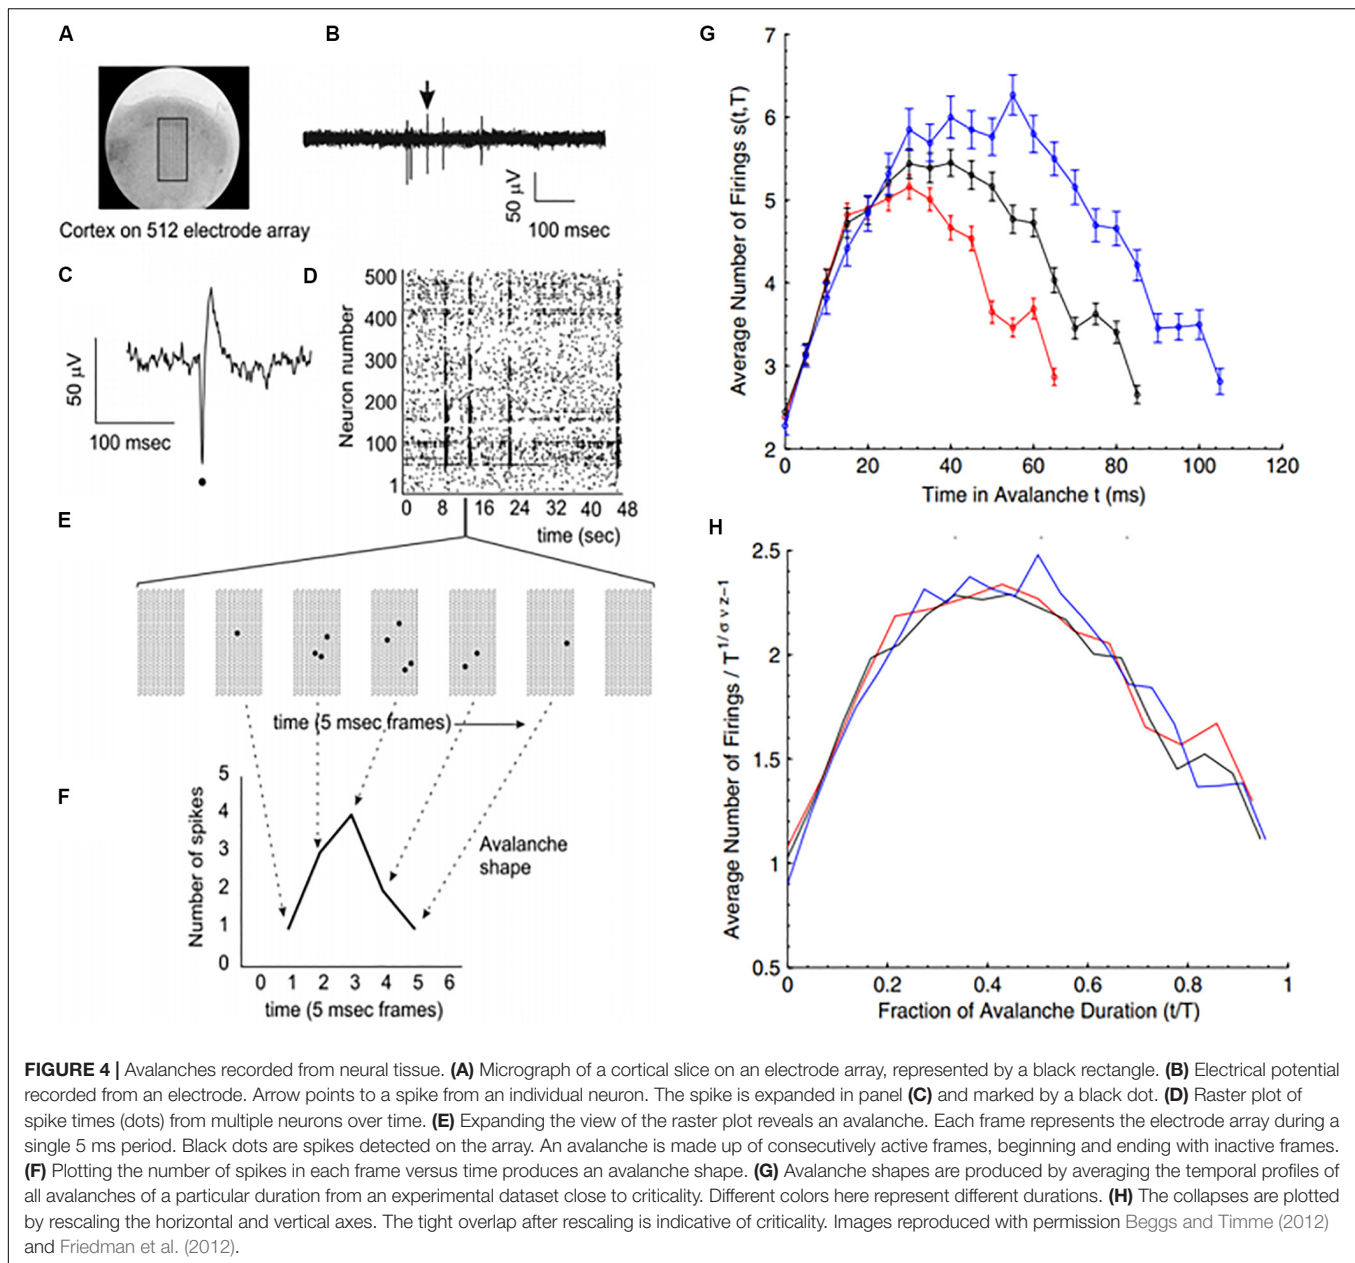 A
B
Cortex on 512 electrode array
50 μV
100 msec
C
50 μV
100 msec
D
Neuron number
500
400
300
200
100
1
0 8 16 24 32 40 48
time (sec)
E
time (5 msec frames)
F
Number of spikes
5
4
3
2
1
0
0 1 2 3 4 5 6
time (5 msec frames)
Avalanche
shape
G
Average Number of Firings s(t,T)
7
6
5
4
3
2
0 20 40 60 80 100 120
Time in Avalanche t (ms)
H
Average Number of Firings / T^1/σνz−1
2.5
2
1.5
1
0.5
0 0.2 0.4 0.6 0.8 1
Fraction of Avalanche Duration (t/T)
FIGURE 4 | Avalanches recorded from neural tissue. (A) Micrograph of a cortical slice on an electrode array, represented by a black rectangle. (B) Electrical potential
recorded from an electrode. Arrow points to a spike from an individual neuron. The spike is expanded in panel (C) and marked by a black dot. (D) Raster plot of
spike times (dots) from multiple neurons over time. (E) Expanding the view of the raster plot reveals an avalanche. Each frame represents the electrode array during a
single 5 ms period. Black dots are spikes detected on the array. An avalanche is made up of consecutively active frames, beginning and ending with inactive frames.
(F) Plotting the number of spikes in each frame versus time produces an avalanche shape. (G) Avalanche shapes are produced by averaging the temporal profiles of
all avalanches of a particular duration from an experimental dataset close to criticality. Different colors here represent different durations. (H) The collapses are plotted
by rescaling the horizontal and vertical axes. The tight overlap after rescaling is indicative of criticality. Images reproduced with permission Beggs and Timme (2012)
and Friedman et al. (2012).